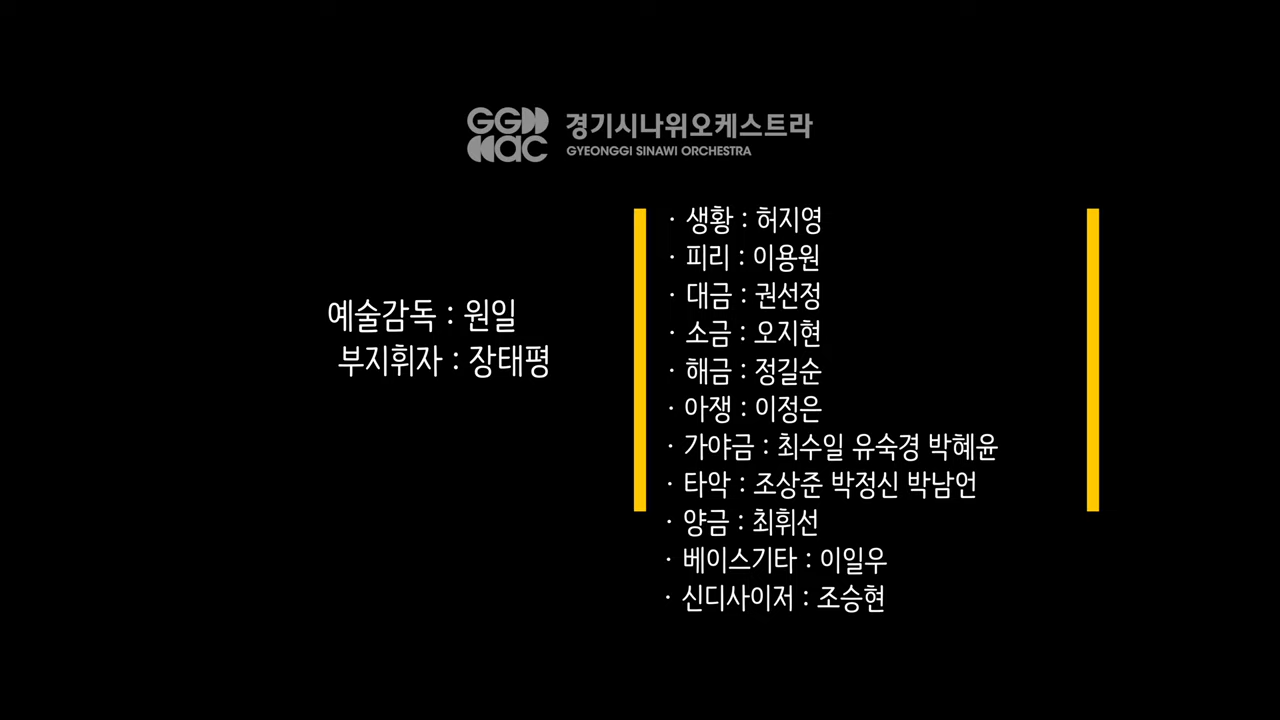 GGDD
경기시나위오케스트라
aC
GYEONGGI SINAWI ORCHESTRA
예술감독 : 원일
부지휘자 : 장태평
· 생황 : 허지영
· 피리 : 이용원
· 대금 : 권선정
· 소금 : 오지현
· 해금 : 정길순
· 아쟁 : 이정은
· 가야금 : 최수일 유숙경 박혜윤
· 타악 : 조상준 박정신 박남언
· 양금 : 최휘선
· 베이스기타 : 이일우
· 신디사이저 : 조승현